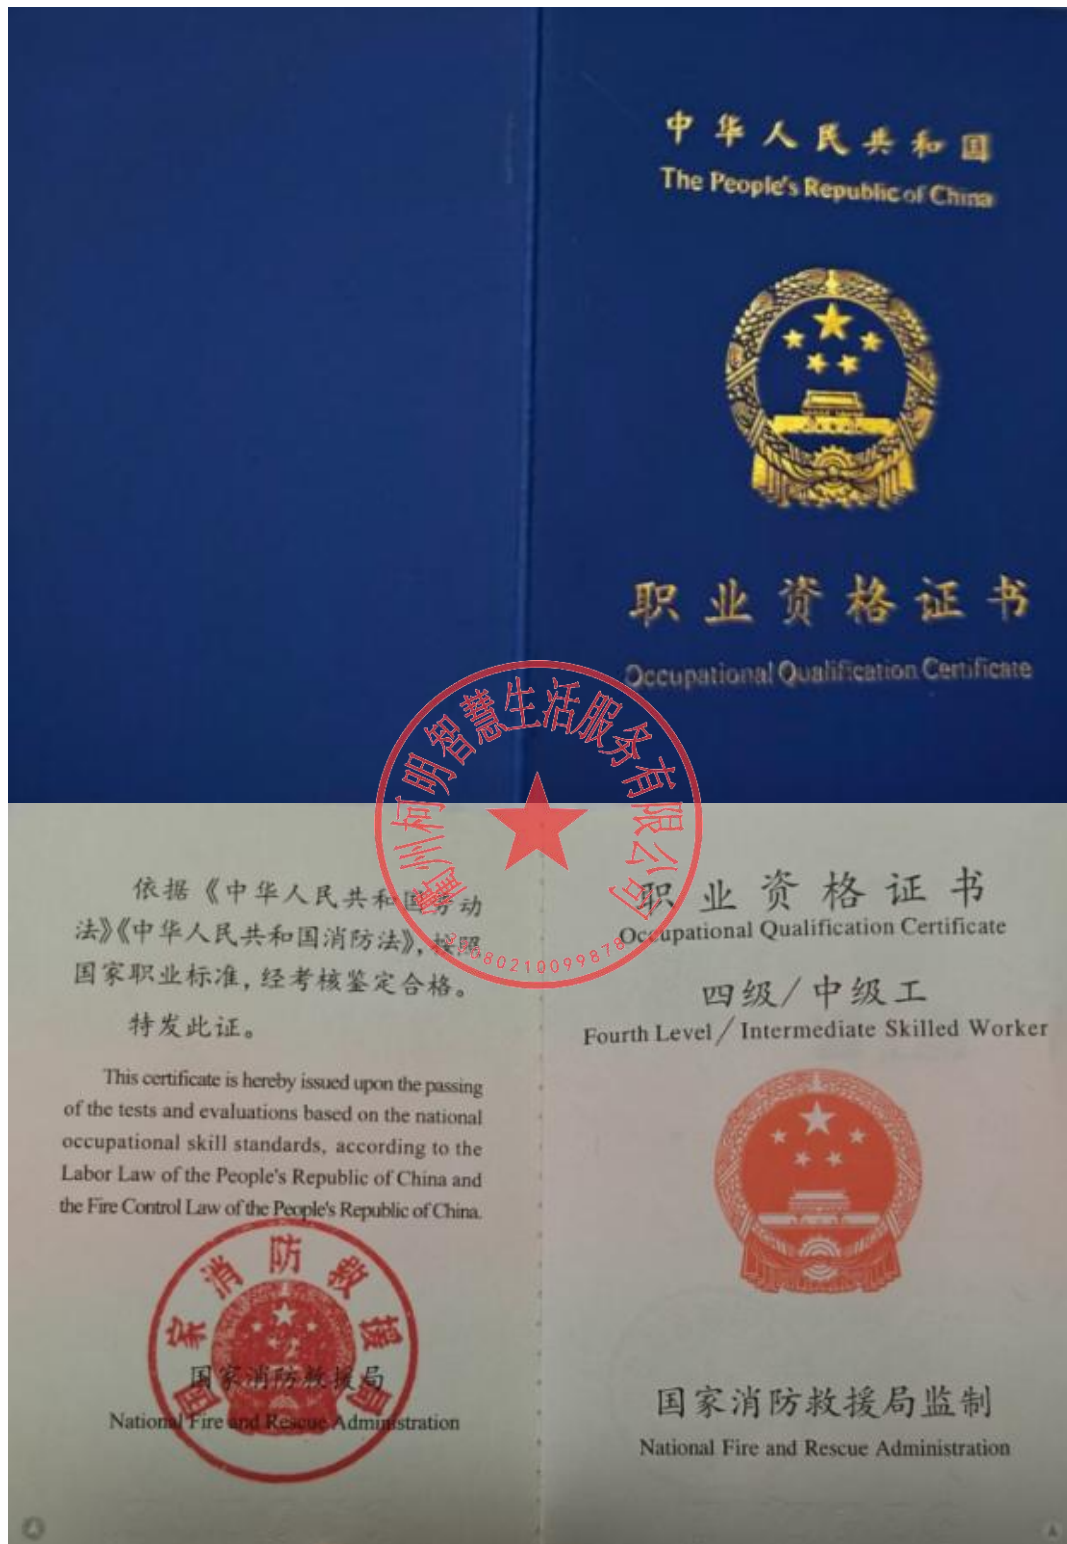 中华人民共和国
The People's Republic of China
职业资格证书
Occupational Qualification Certificate
柯明智慧生活服务有限公司
依据《中华人民共和国劳动
法》《中华人民共和国消防法》，按照
国家职业标准，经考核鉴定合格。
特发此证。
This certificate is hereby issued upon the passing
of the tests and evaluations based on the national
occupational skill standards, according to the
Labor Law of the People's Republic of China and
the Fire Control Law of the People's Republic of China.
国家消防救援局
国家消防救援局
National Fire and Rescue Administration
职业资格证书
Occupational Qualification Certificate
四级/中级工
Fourth Level/Intermediate Skilled Worker
国家消防救援局监制
National Fire and Rescue Administration